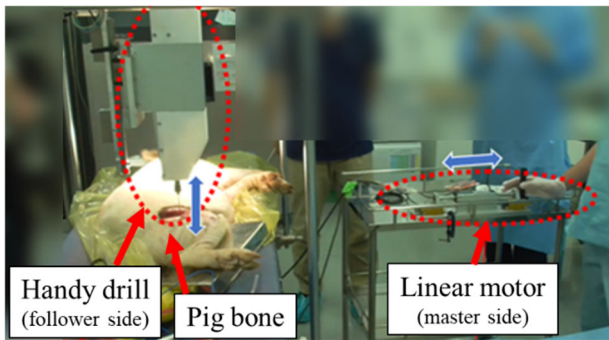 Handy drill
(follower side)
Pig bone
Linear motor
(master side)